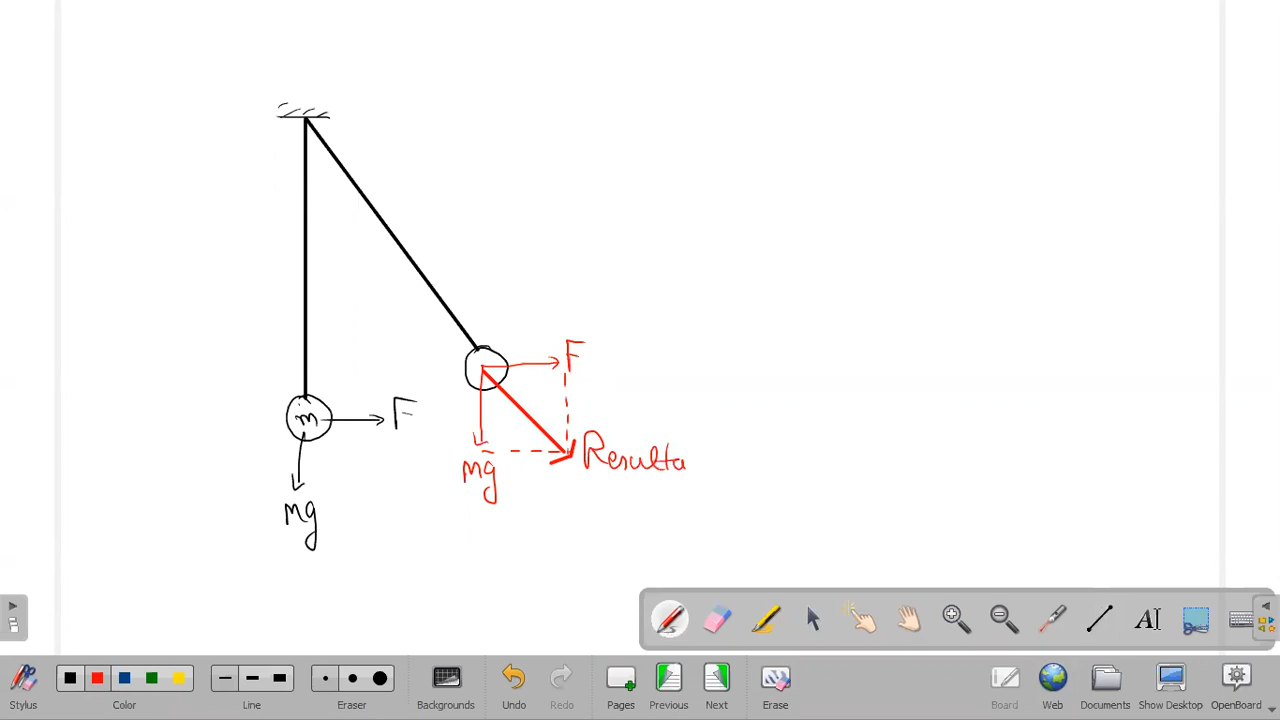 F
m
F
mg
Resulta
mg
Stylus
Color
Line
Eraser
Backgrounds
Undo
Redo
Pages
Previous
Next
Erase
Board
Web
Documents
Show Desktop
OpenBoard